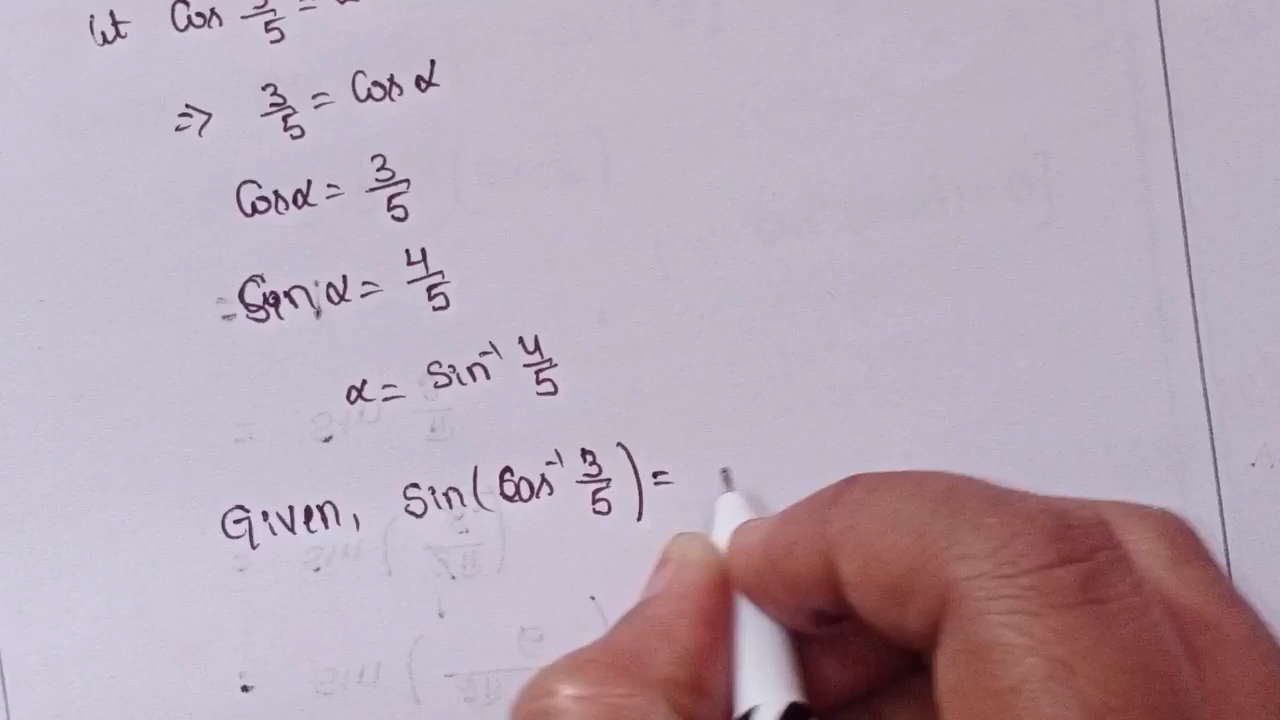 let Cos 3/5 =
⇒ 3/5 = Cos α
Cos α = 3/5
Sin α = 4/5
α = Sin⁻¹ 4/5
Given, Sin(Cos⁻¹ 3/5) =